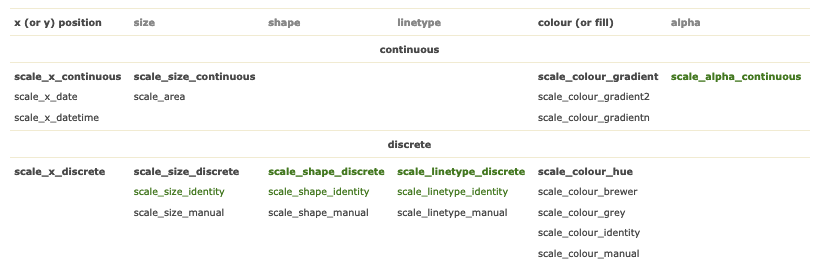 x (or y) position size shape linetype colour (or fill) alpha
continuous
scale_x_continuous scale_size_continuous scale_colour_gradient scale_alpha_continuous
scale_x_date scale_area scale_colour_gradient2
scale_x_datetime scale_colour_gradientn
discrete
scale_x_discrete scale_size_discrete scale_shape_discrete scale_linetype_discrete scale_colour_hue
scale_size_identity scale_shape_identity scale_linetype_identity scale_colour_brewer
scale_size_manual scale_shape_manual scale_linetype_manual scale_colour_grey
scale_colour_identity
scale_colour_manual